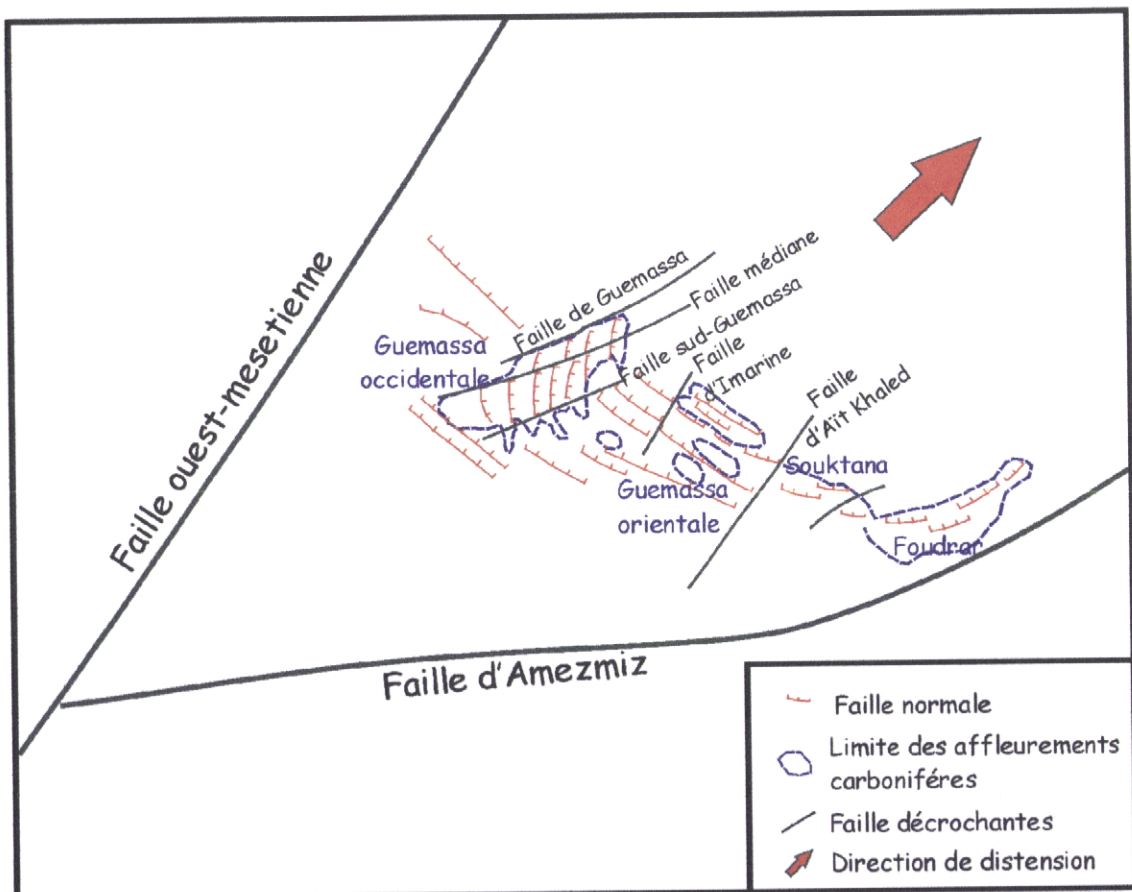 Faille ouest-mesetienne
Faille de Guemassa
Faille médiane
Faille sud-Guemassa
Faille
d'Imarine
Faille
d'Aït Khaled
Guemassa
occidentale
Guemassa
orientale
Souktana
Foudrar
Faille d'Amezmiz
Faille normale
Limite des affleurements
carboniféres
Faille décrochantes
Direction de distension